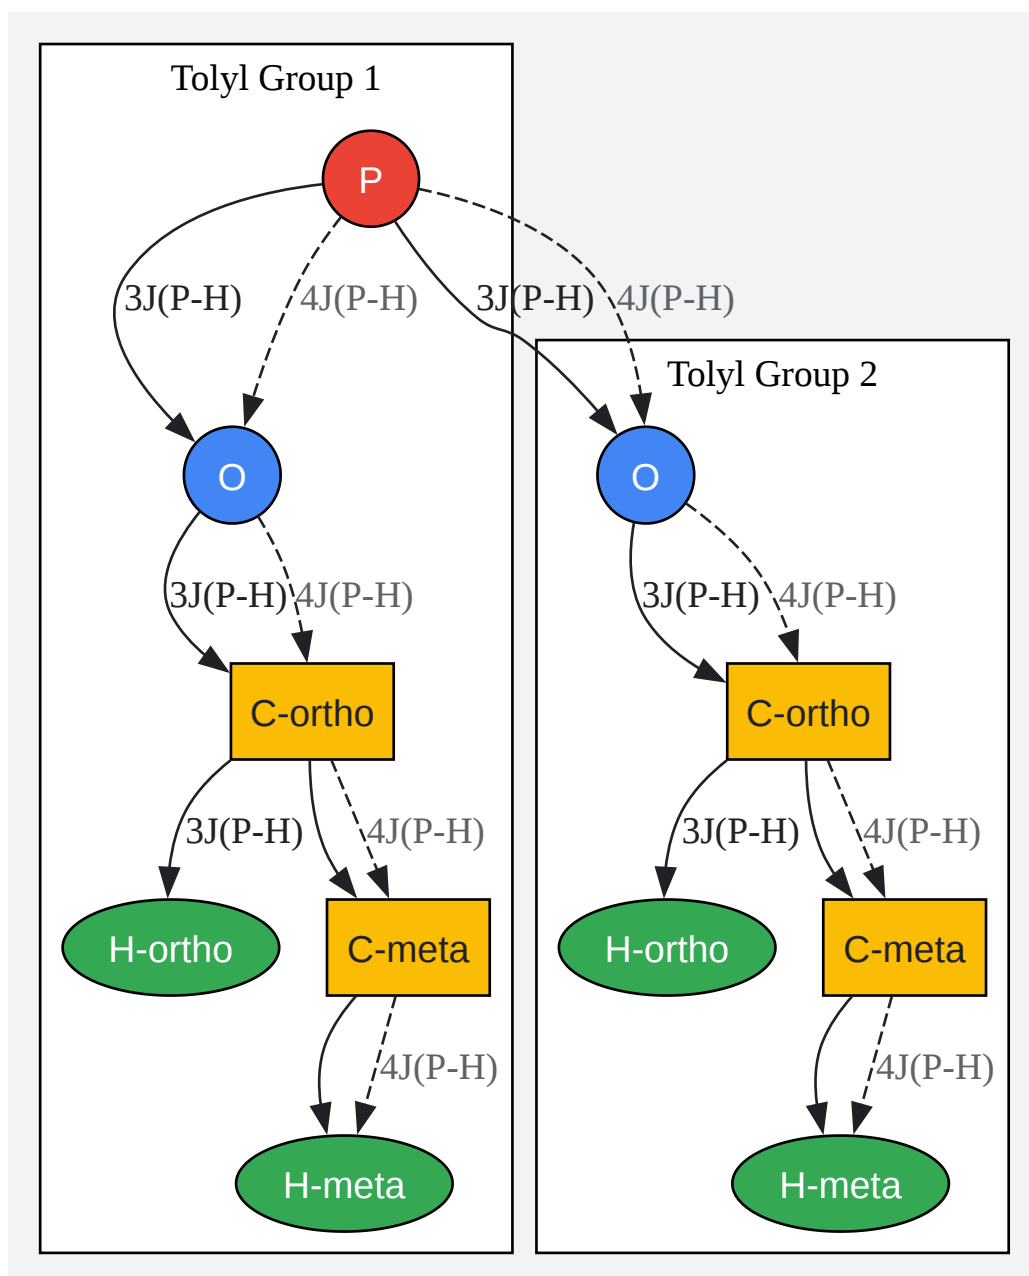 Tolyl Group 1
P
3J(P-H)
4J(P-H)
3J(P-H)
4J(P-H)
Tolyl Group 2
O
O
3J(P-H)
4J(P-H)
3J(P-H)
4J(P-H)
C-ortho
C-ortho
3J(P-H)
4J(P-H)
3J(P-H)
4J(P-H)
H-ortho
C-meta
H-ortho
C-meta
4J(P-H)
4J(P-H)
H-meta
H-meta